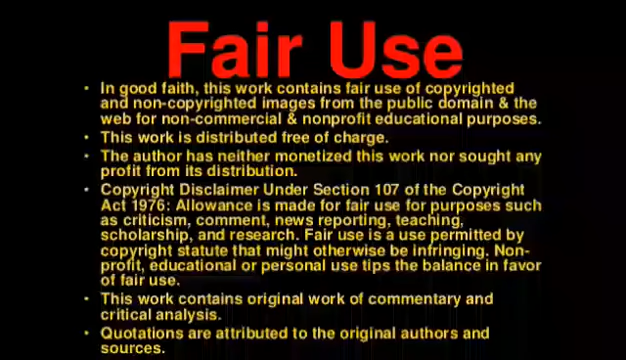 Fair Use
• In good faith, this work contains fair use of copyrighted
and non-copyrighted images from the public domain & the
web for non-commercial & nonprofit educational purposes.
• This work is distributed free of charge.
• The author has neither monetized this work nor sought any
profit from its distribution.
• Copyright Disclaimer Under Section 107 of the Copyright
Act 1976: Allowance is made for fair use for purposes such
as criticism, comment, news reporting, teaching,
scholarship, and research. Fair use is a use permitted by
copyright statute that might otherwise be infringing. Non-
profit, educational or personal use tips the balance in favor
of fair use.
• This work contains original work of commentary and
critical analysis.
• Quotations are attributed to the original authors and
sources.